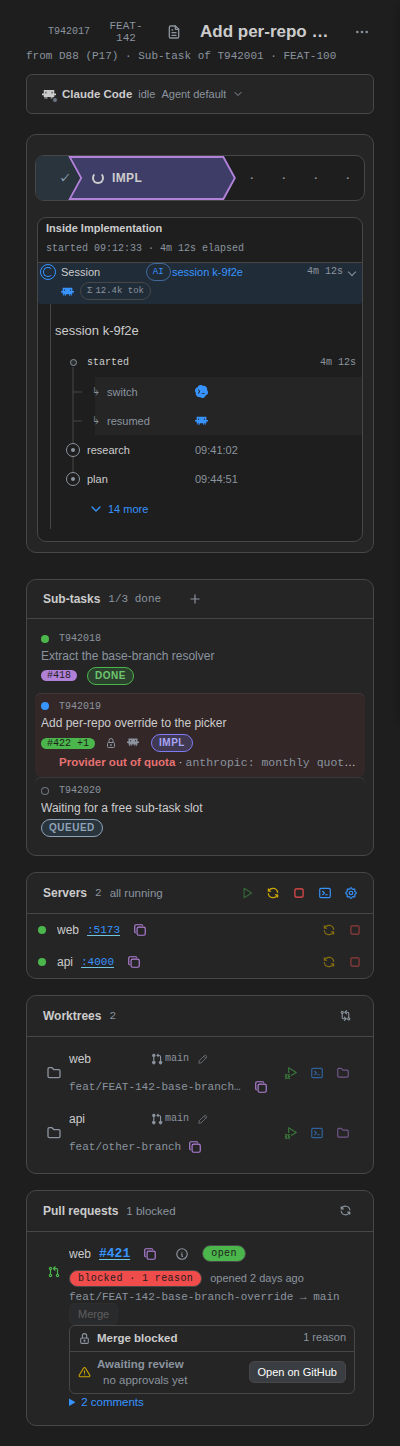 T942017 FEAT-142 Add per-repo … ···
from D88 (P17) · Sub-task of T942001 · FEAT-100
Claude Code idle Agent default
✓ IMPL · · · ·
Inside Implementation
started 09:12:33 · 4m 12s elapsed
Session AI session k-9f2e 4m 12s
Σ 12.4k tok
session k-9f2e
started 4m 12s
↳ switch
↳ resumed
research 09:41:02
plan 09:44:51
14 more
Sub-tasks 1/3 done +
T942018
Extract the base-branch resolver
#418 DONE
T942019
Add per-repo override to the picker
#422 +1 IMPL
Provider out of quota · anthropic: monthly quot…
T942020
Waiting for a free sub-task slot
QUEUED
Servers 2 all running
web :5173
api :4000
Worktrees 2
web main
feat/FEAT-142-base-branch…
api main
feat/other-branch
Pull requests 1 blocked
web #421 open
blocked · 1 reason opened 2 days ago
feat/FEAT-142-base-branch-override → main
Merge
Merge blocked 1 reason
Awaiting review
no approvals yet
Open on GitHub
▶ 2 comments